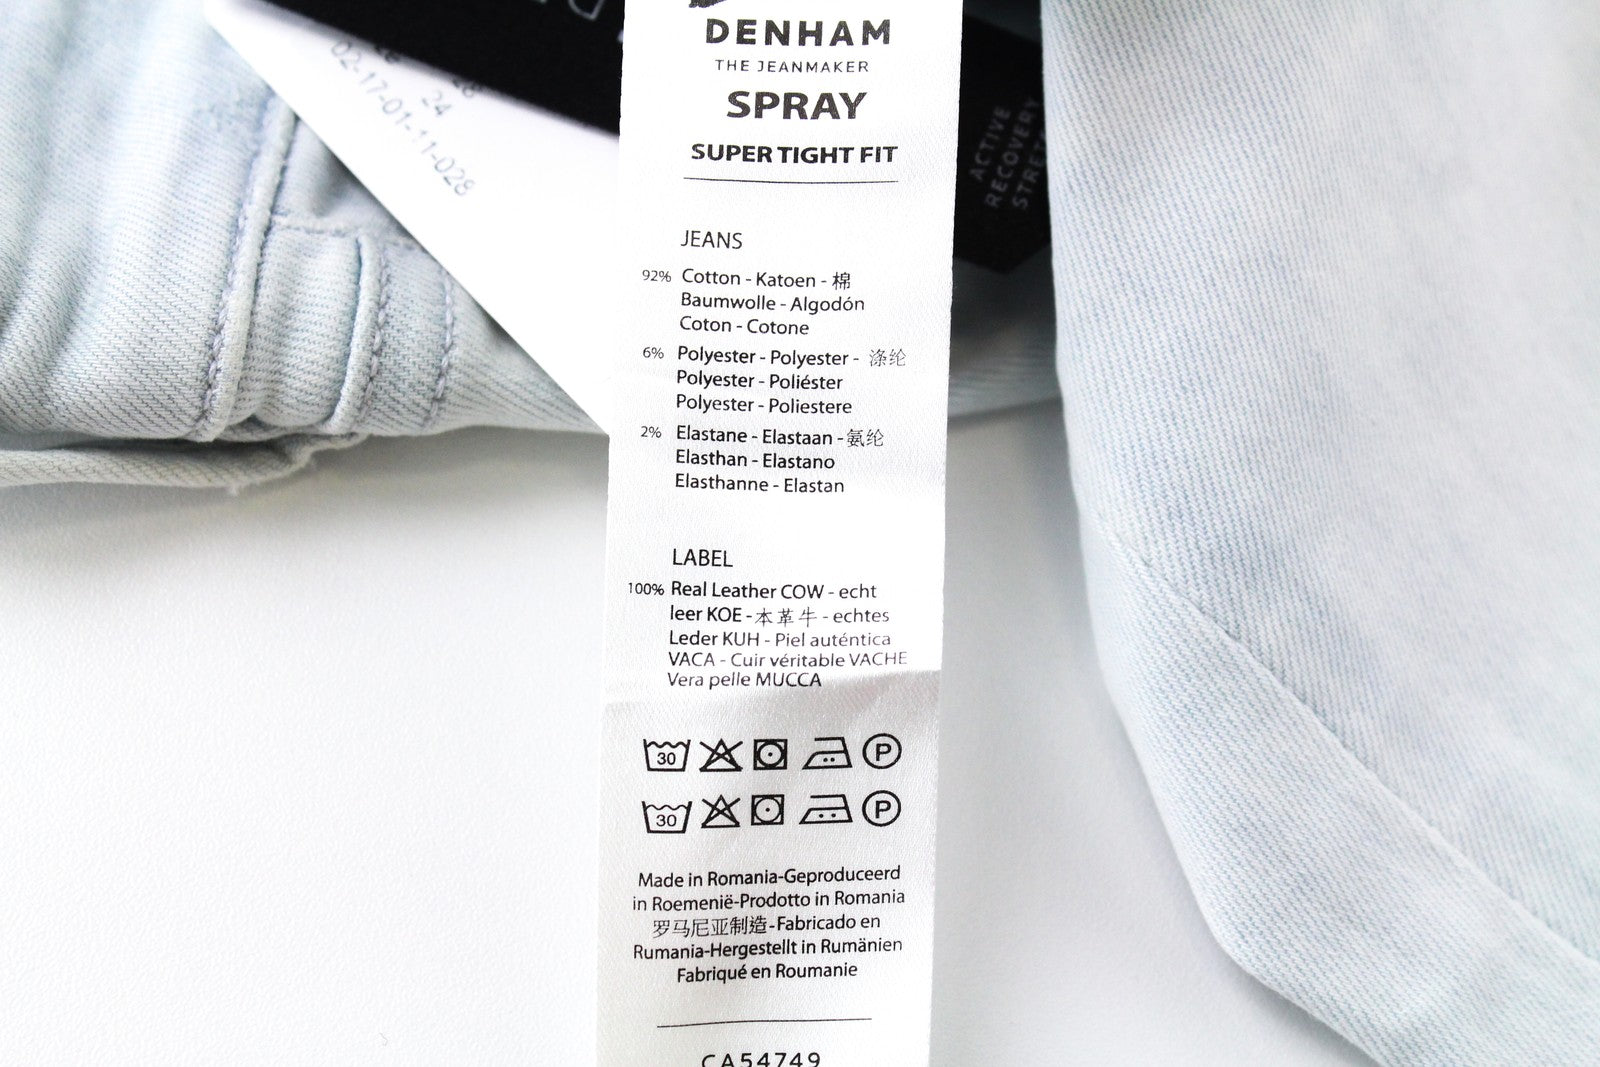 DENHAM
THE JEANMAKER
SPRAY
SUPER TIGHT FIT
JEANS
92% Cotton - Katoen - 棉
Baumwolle - Algodón
Coton - Cotone
6% Polyester - Polyester - 涤纶
Polyester - Poliéster
Polyester - Poliestere
2% Elastane - Elastaan - 氨纶
Elasthan - Elastano
Elasthanne - Elastan
LABEL
100% Real Leather COW - echt
leer KOE - 本革牛 - echtes
Leder KUH - Piel auténtica
VACA - Cuir véritable VACHE
Vera pelle MUCCA
30 P
30 P
Made in Romania-Geproduceerd
in Roemenië-Prodotto in Romania
罗马尼亚制造-Fabricado en
Rumania-Hergestellt in Rumänien
Fabriqué en Roumanie
CA54749
24
02-17-01-11-028
ACTIVE
RECOVERY